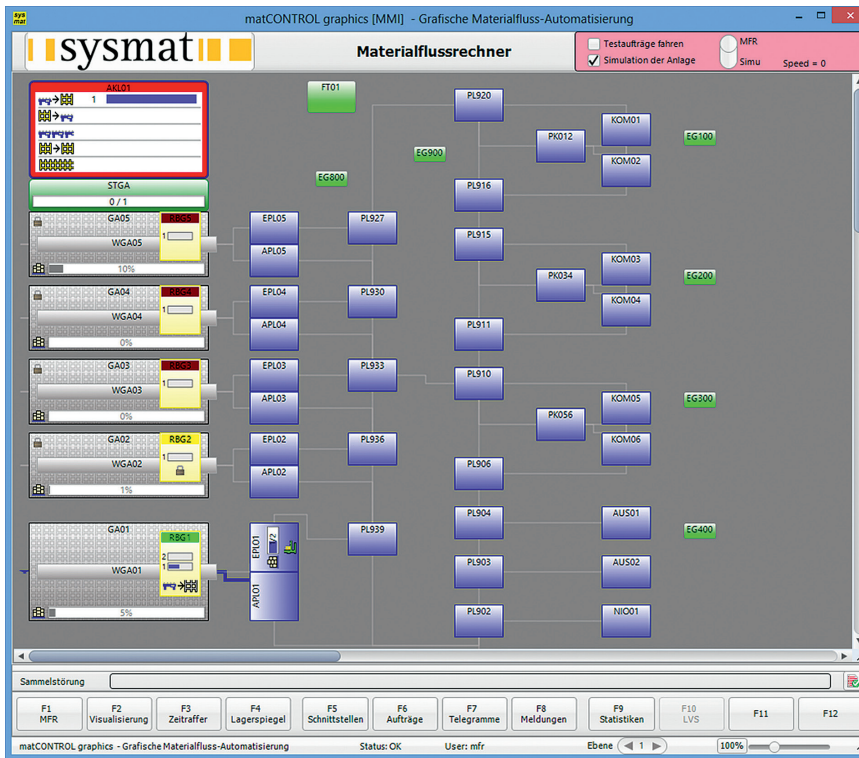 sys mat matCONTROL graphics [MMI] - Grafische Materialfluss-Automatisierung
sysmat
Materialflussrechner
Testaufträge fahren
Simulation der Anlage
MFR
Simu
Speed = 0
AKL01
1
STGA
0 / 1
FT01
EG800
EG900
PL920
PK012
KOM01
KOM02
EG100
PL916
GA05
RBG5
WGA05
1
10%
EPL05
APL05
PL927
PL915
PK034
KOM03
KOM04
EG200
GA04
RBG4
WGA04
1
0%
EPL04
APL04
PL930
PL911
GA03
RBG3
WGA03
1
0%
EPL03
APL03
PL933
PL910
PK056
KOM05
KOM06
EG300
GA02
RBG2
WGA02
1
1%
EPL02
APL02
PL936
PL906
GA01
RBG1
WGA01
2
1
5%
EPL01
1/2
APL01
PL939
PL904
AUS01
EG400
PL903
AUS02
PL902
NIO01
Sammelstörung
F1 MFR
F2 Visualisierung
F3 Zeitraffer
F4 Lagerspiegel
F5 Schnittstellen
F6 Aufträge
F7 Telegramme
F8 Meldungen
F9 Statistiken
F10 LVS
F11
F12
matCONTROL graphics - Grafische Materialfluss-Automatisierung
Status: OK
User: mfr
Ebene
1
100%